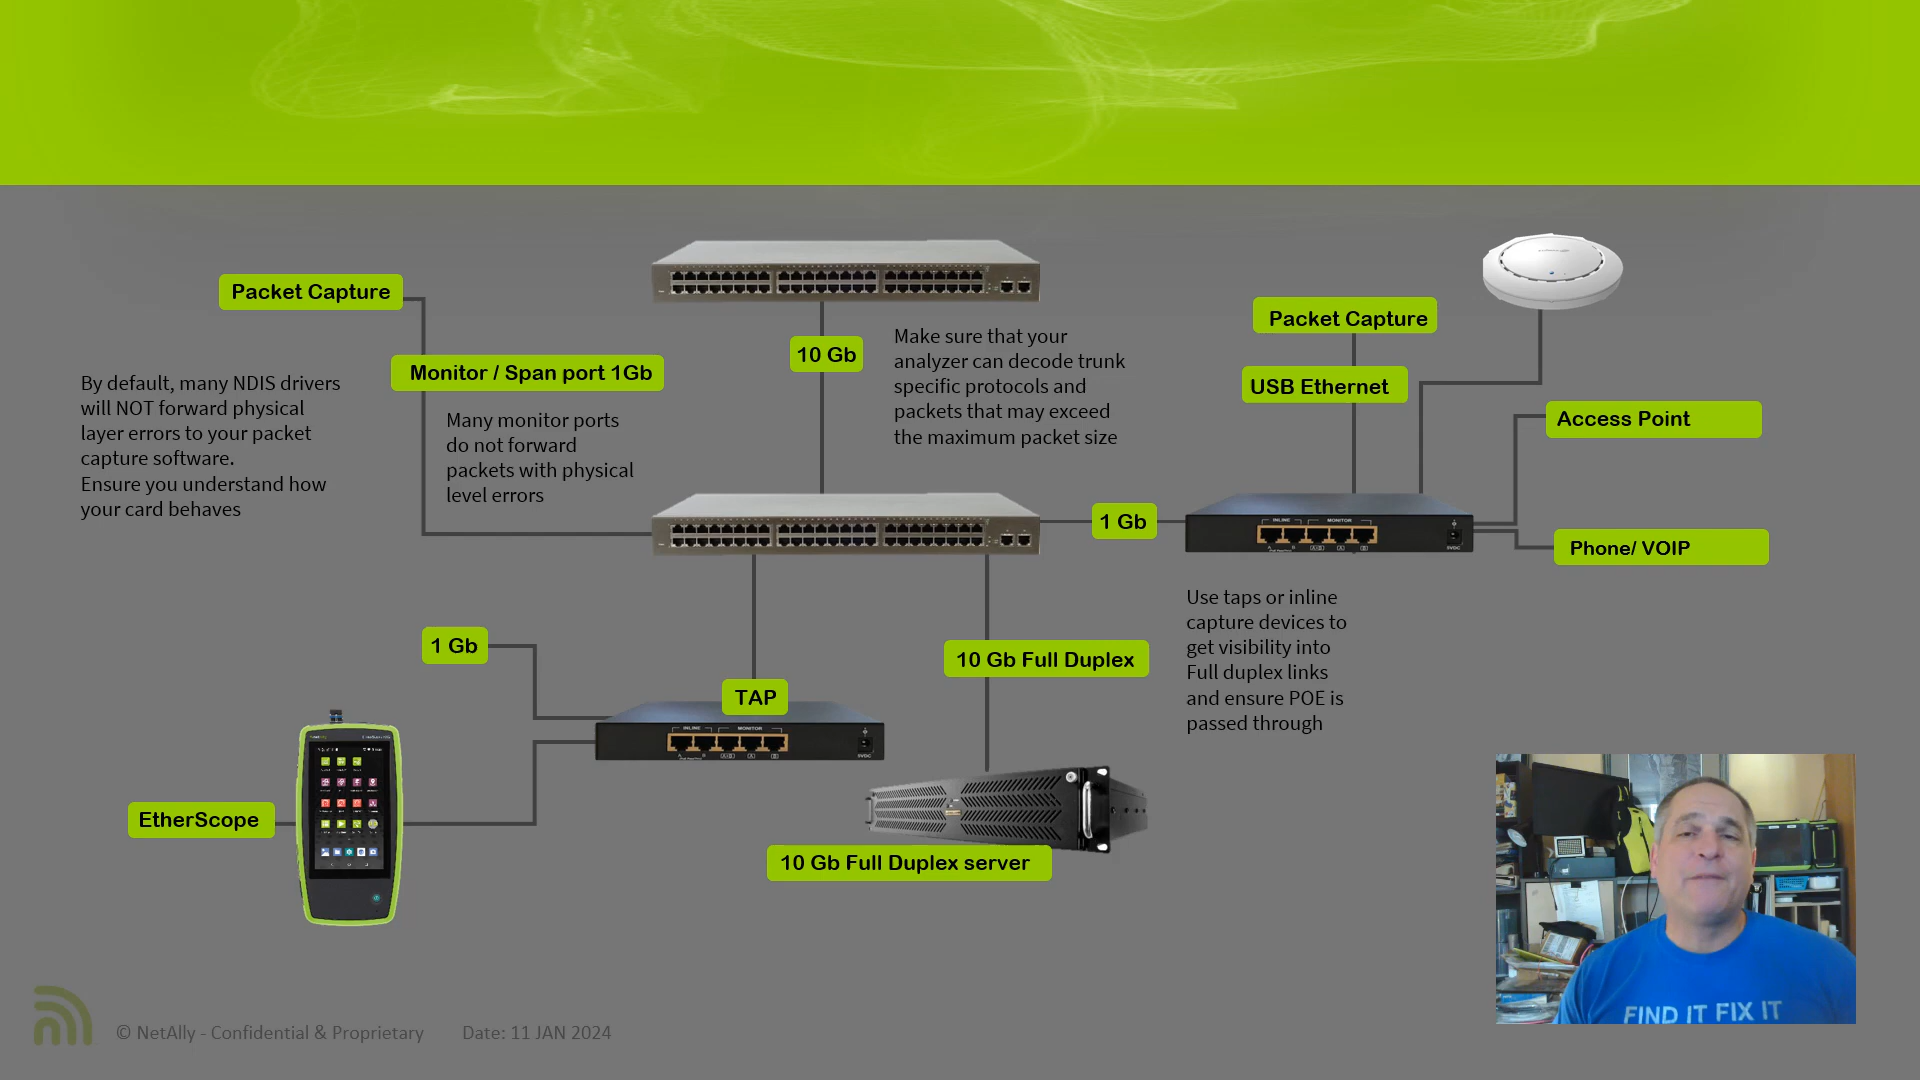 Packet Capture
Monitor / Span port 1Gb
By default, many NDIS drivers
will NOT forward physical
layer errors to your packet
capture software.
Ensure you understand how
your card behaves
Many monitor ports
do not forward
packets with physical
level errors
10 Gb
Make sure that your
analyzer can decode trunk
specific protocols and
packets that may exceed
the maximum packet size
Packet Capture
USB Ethernet
Access Point
1 Gb
INLINE MONITOR
A B A/B A B
9VDC
Phone/ VOIP
Use taps or inline
capture devices to
get visibility into
Full duplex links
and ensure POE is
passed through
1 Gb
TAP
INLINE MONITOR
A B A/B A B
9VDC
10 Gb Full Duplex
EtherScope
10 Gb Full Duplex server
FIND IT FIX IT
© NetAlly - Confidential & Proprietary Date: 11 JAN 2024